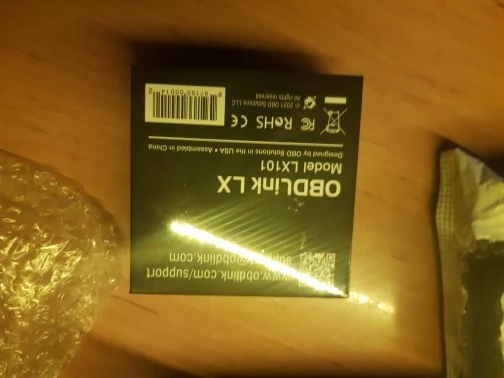 www.obdlink.com/support
support@obdlink.com
OBDLink LX
Model LX101
Designed by OBD Solutions in the USA • Assembled in China
FC RoHS CE
© 2021 OBD Solutions LLC
All rights reserved